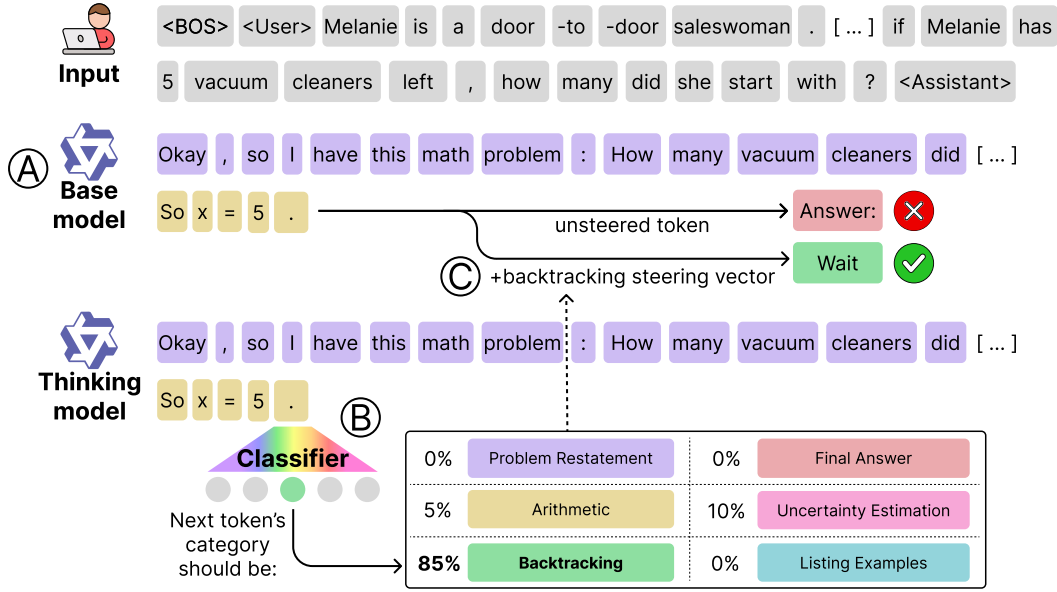 Input
<BOS> <User> Melanie is a door -to -door saleswoman . [ ... ] if Melanie has
5 vacuum cleaners left , how many did she start with ? <Assistant>
A
Base
model
Okay , so I have this math problem : How many vacuum cleaners did [ ... ]
So x = 5 .
unsteered token
Answer:
C
+backtracking steering vector
Wait
Thinking
model
Okay , so I have this math problem : How many vacuum cleaners did [ ... ]
So x = 5 .
B
Classifier
Next token's
category
should be:
0% Problem Restatement 0% Final Answer
5% Arithmetic 10% Uncertainty Estimation
85% Backtracking 0% Listing Examples